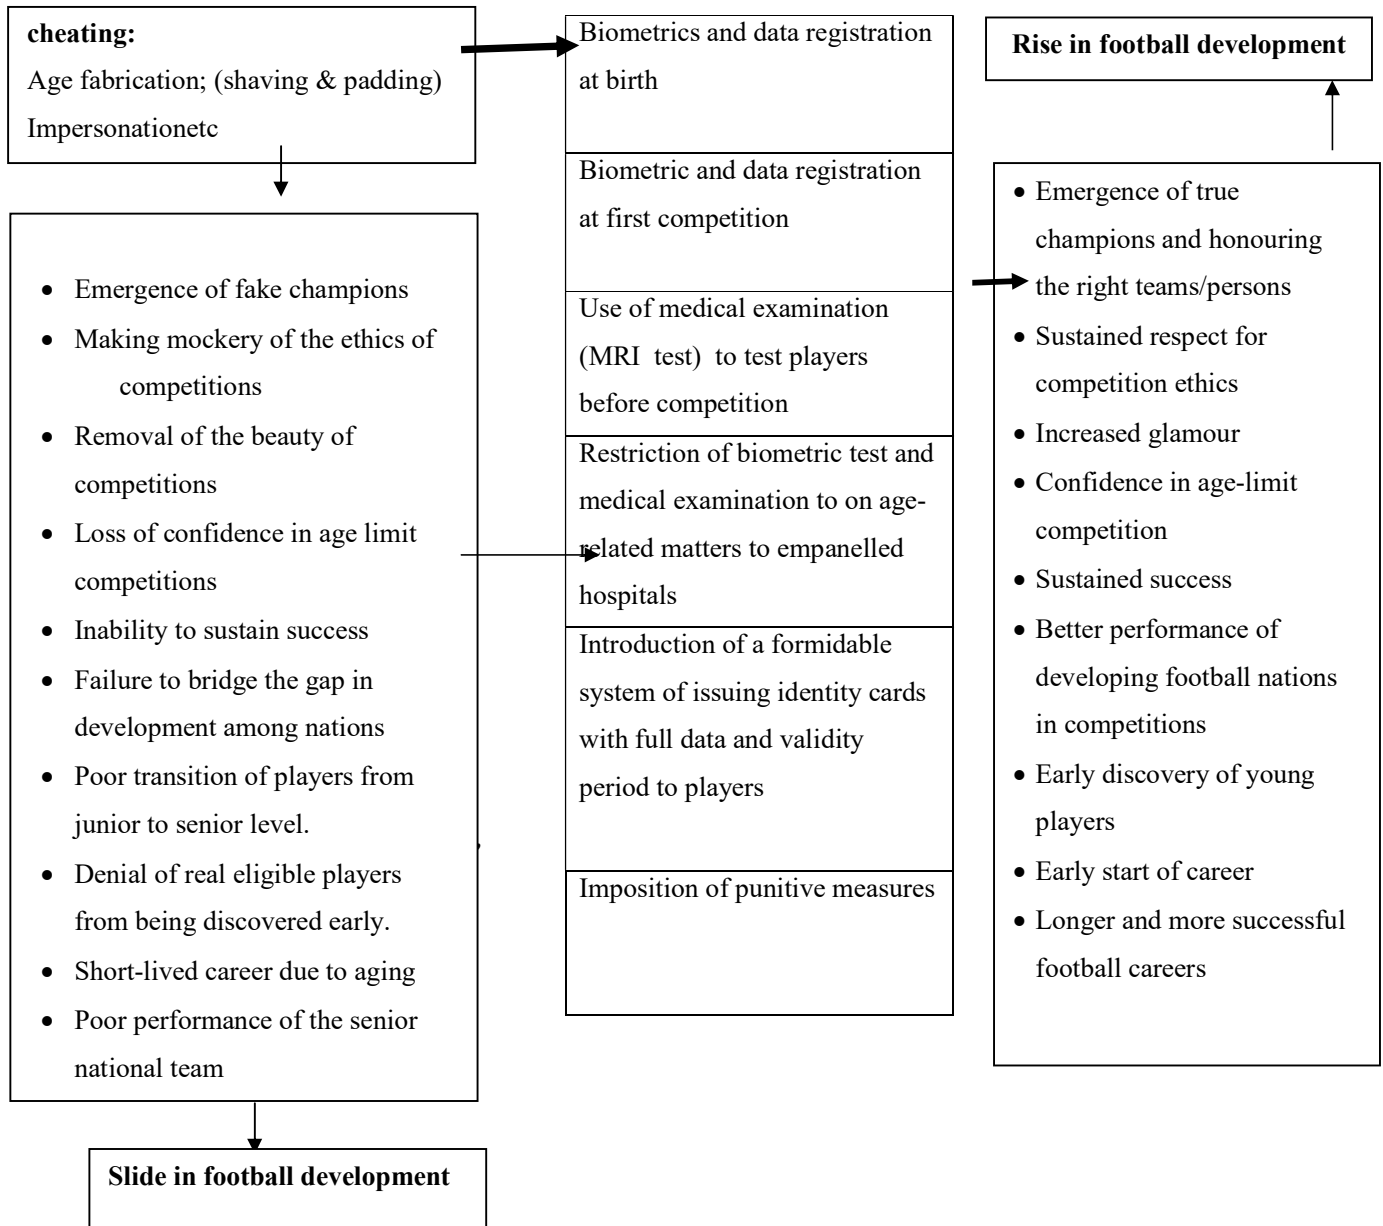 cheating:
Age fabrication; (shaving & padding)
Impersonationetc
• Emergence of fake champions
• Making mockery of the ethics of
competitions
• Removal of the beauty of
competitions
• Loss of confidence in age limit
competitions
• Inability to sustain success
• Failure to bridge the gap in
development among nations
• Poor transition of players from
junior to senior level.
• Denial of real eligible players
from being discovered early.
• Short-lived career due to aging
• Poor performance of the senior
national team
Slide in football development
Biometrics and data registration
at birth
Biometric and data registration
at first competition
Use of medical examination
(MRI test) to test players
before competition
Restriction of biometric test and
medical examination to on age-
related matters to empanelled
hospitals
Introduction of a formidable
system of issuing identity cards
with full data and validity
period to players
Imposition of punitive measures
Rise in football development
• Emergence of true
champions and honouring
the right teams/persons
• Sustained respect for
competition ethics
• Increased glamour
• Confidence in age-limit
competition
• Sustained success
• Better performance of
developing football nations
in competitions
• Early discovery of young
players
• Early start of career
• Longer and more successful
football careers